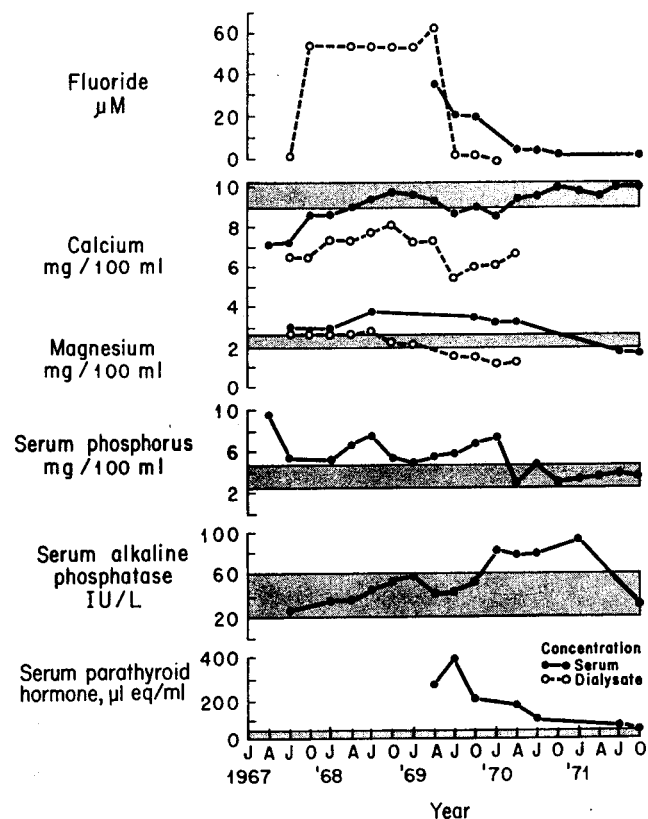 60
40
20
0
Fluoride
μM
10
8
6
4
2
0
Calcium
mg/100 ml
Magnesium
mg/100 ml
10
6
2
Serum phosphorus
mg/100 ml
100
60
20
Serum alkaline
phosphatase
IU/L
400
200
0
Serum parathyroid
hormone, μl eq/ml
Concentration
Serum
Dialysate
J A J O J A J O J A J O J A J O J A J O
1967 '68 '69 '70 '71
Year